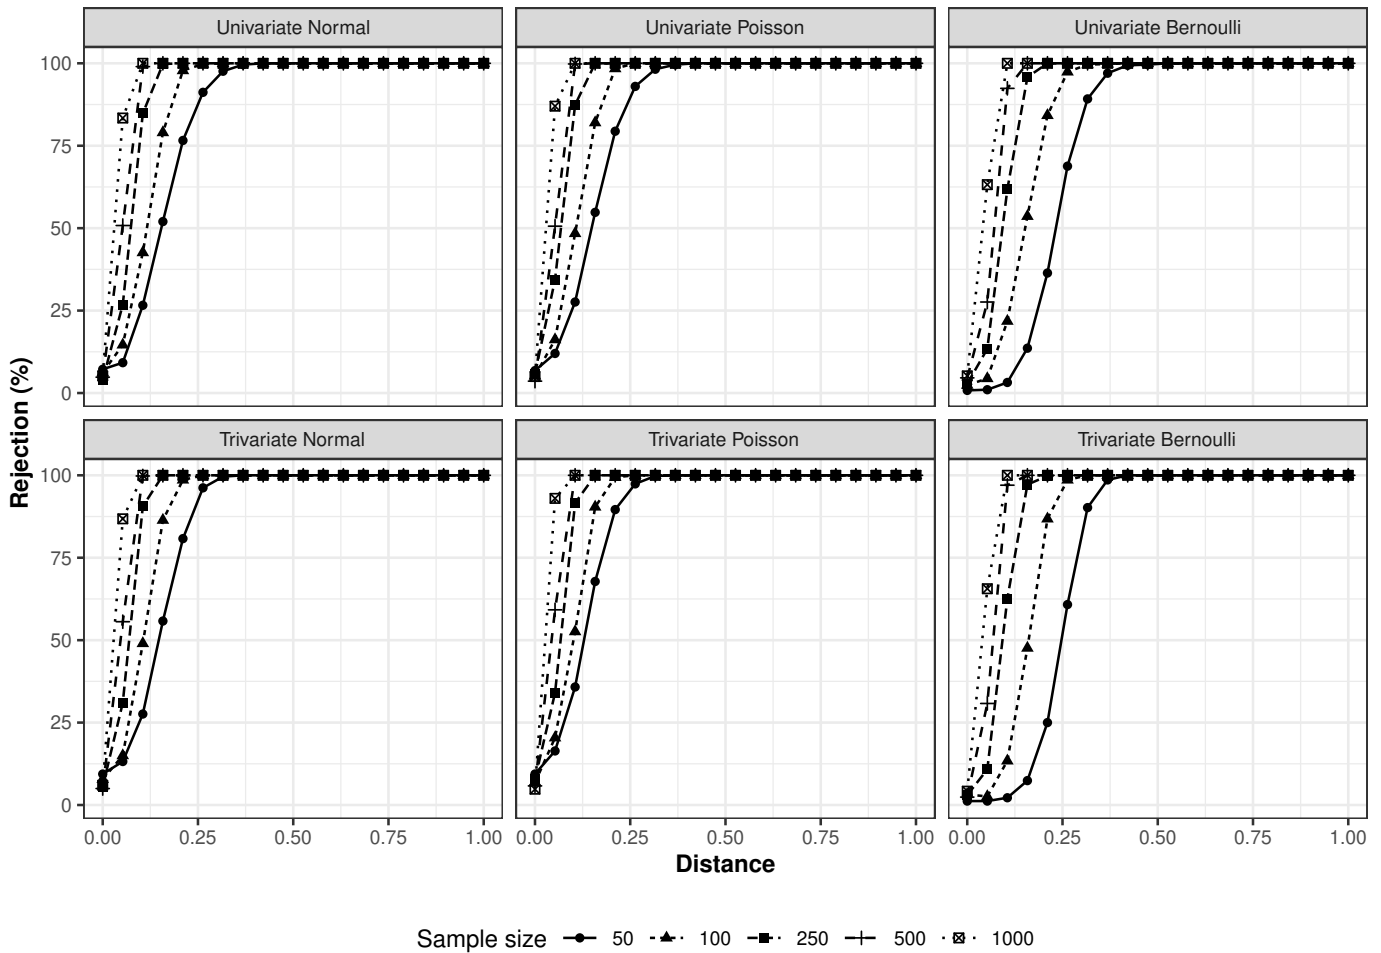 Univariate Normal
Univariate Poisson
Univariate Bernoulli
100
75
50
25
0
Trivariate Normal
Trivariate Poisson
Trivariate Bernoulli
100
75
50
25
0
Rejection (%)
0.00 0.25 0.50 0.75 1.00
0.00 0.25 0.50 0.75 1.00
0.00 0.25 0.50 0.75 1.00
Distance
Sample size 50 100 250 500 1000